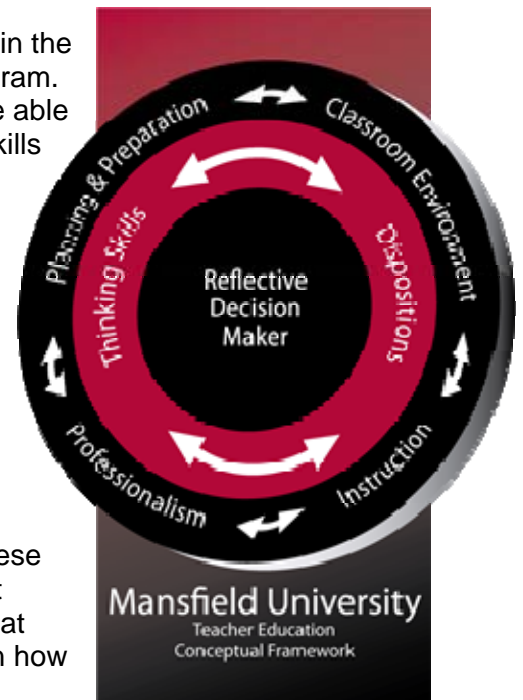 in the
ram.
e able
kills
Planning & Preparation
Classroom Environment
Thinking Skills
Dispositions
Reflective
Decision
Maker
Professionalism
Instruction
ese
t
at
n how
Mansfield University
Teacher Education
Conceptual Framework